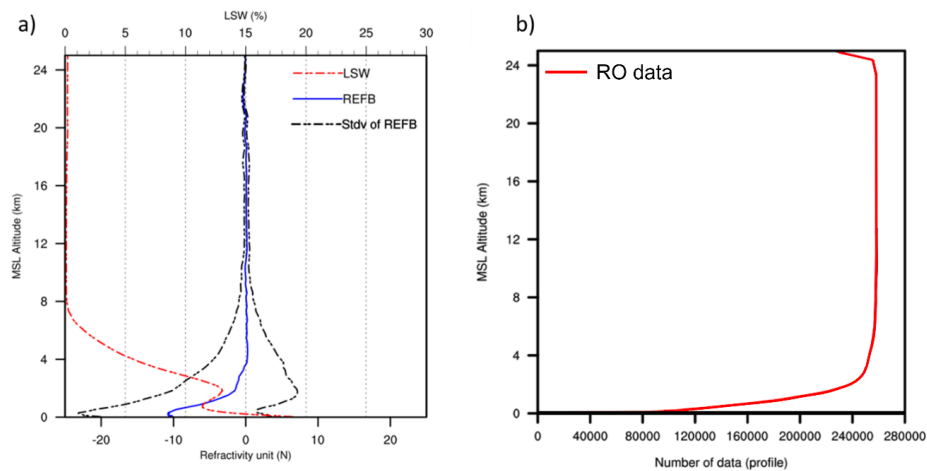 a)
LSW (%)
0 5 10 15 20 25 30
LSW
REFB
Stdv of REFB
24
20
16
12
8
4
0
MSL Altitude (km)
-20 -10 0 10 20
Refractivity unit (N)
b)
RO data
24
20
16
12
8
4
0
MSL Altitude (km)
0 40000 80000 120000 160000 200000 240000 280000
Number of data (profile)